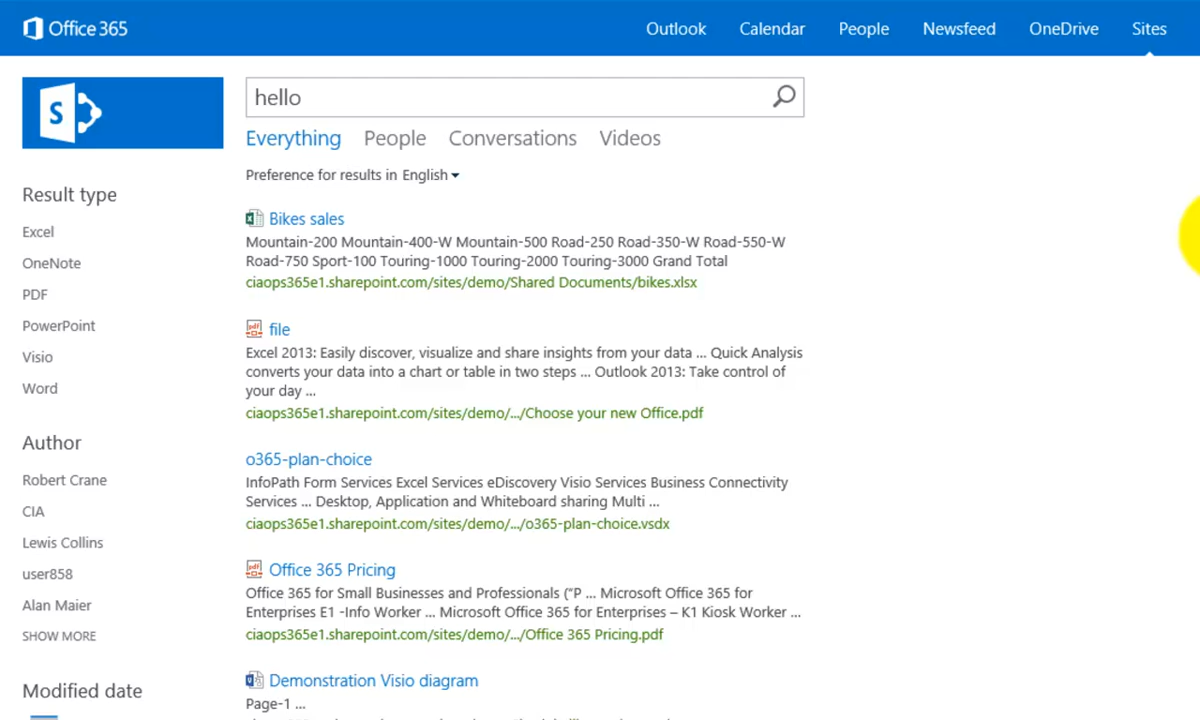 Office 365
Outlook Calendar People Newsfeed OneDrive Sites
S
hello
Everything People Conversations Videos
Preference for results in English
Result type
Excel
OneNote
PDF
PowerPoint
Visio
Word
Author
Robert Crane
CIA
Lewis Collins
user858
Alan Maier
SHOW MORE
Modified date
Bikes sales
Mountain-200 Mountain-400-W Mountain-500 Road-250 Road-350-W Road-550-W
Road-750 Sport-100 Touring-1000 Touring-2000 Touring-3000 Grand Total
ciaops365e1.sharepoint.com/sites/demo/Shared Documents/bikes.xlsx
file
Excel 2013: Easily discover, visualize and share insights from your data ... Quick Analysis
converts your data into a chart or table in two steps ... Outlook 2013: Take control of
your day ...
ciaops365e1.sharepoint.com/sites/demo/.../Choose your new Office.pdf
o365-plan-choice
InfoPath Form Services Excel Services eDiscovery Visio Services Business Connectivity
Services ... Desktop, Application and Whiteboard sharing Multi ...
ciaops365e1.sharepoint.com/sites/demo/.../o365-plan-choice.vsdx
Office 365 Pricing
Office 365 for Small Businesses and Professionals ("P ... Microsoft Office 365 for
Enterprises E1 -Info Worker ... Microsoft Office 365 for Enterprises – K1 Kiosk Worker ...
ciaops365e1.sharepoint.com/sites/demo/.../Office 365 Pricing.pdf
Demonstration Visio diagram
Page-1 ...